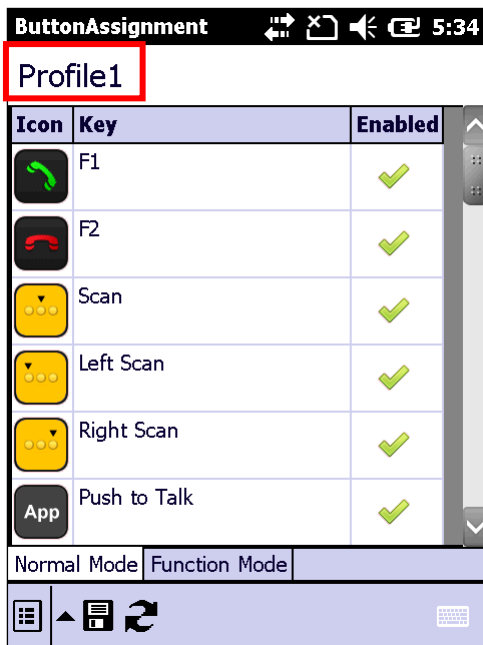 ButtonAssignment 5:34
Profile1
Icon Key Enabled
F1
F2
Scan
Left Scan
Right Scan
App Push to Talk
Normal Mode Function Mode